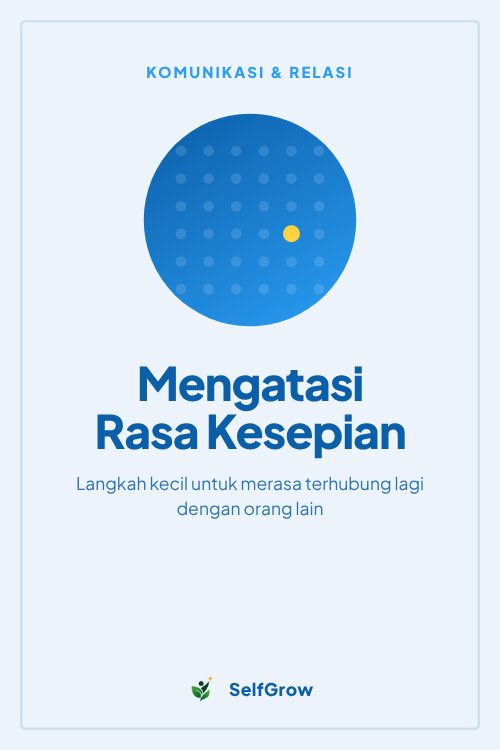 KOMUNIKASI & RELASI
Mengatasi
Rasa Kesepian
Langkah kecil untuk merasa terhubung lagi
dengan orang lain
SelfGrow